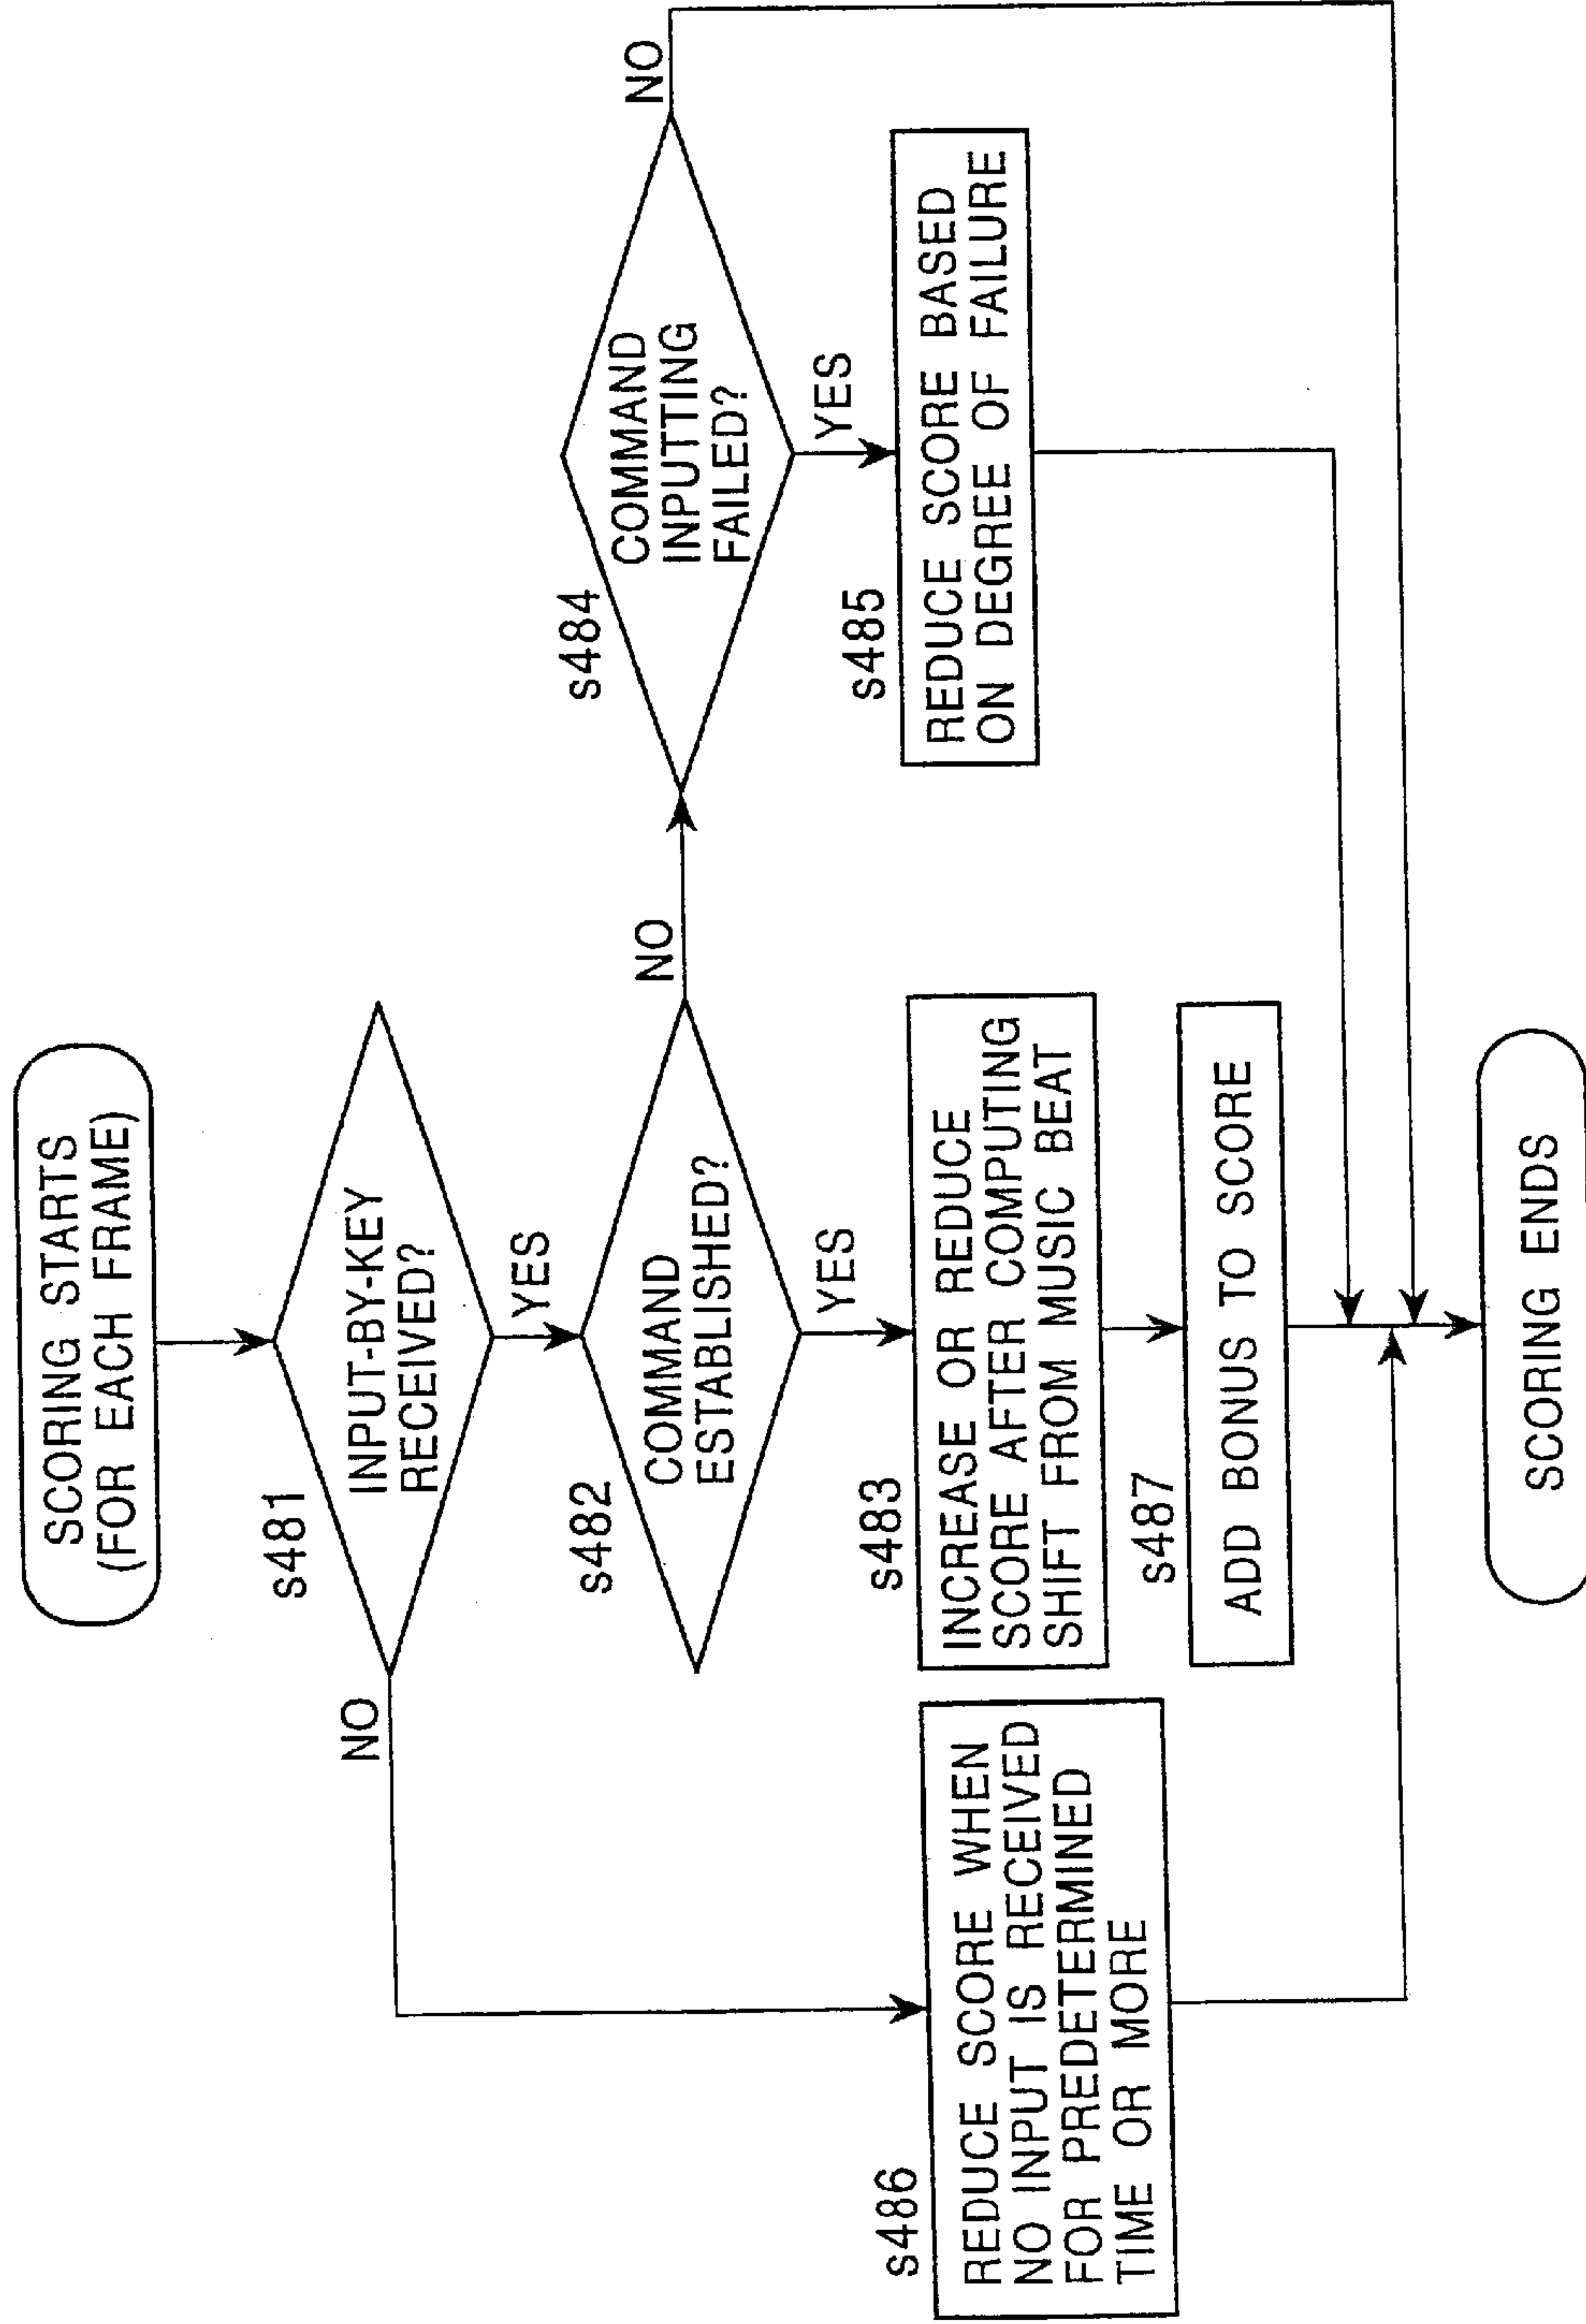 SCORING STARTS
(FOR EACH FRAME)
s481
INPUT-BY-KEY
RECEIVED?
NO
YES
s482
COMMAND
ESTABLISHED?
NO
YES
s484
COMMAND
INPUTTING
FAILED?
NO
YES
s486
REDUCE SCORE WHEN
NO INPUT IS RECEIVED
FOR PREDETERMINED
TIME OR MORE
s483
INCREASE OR REDUCE
SCORE AFTER COMPUTING
SHIFT FROM MUSIC BEAT
s485
REDUCE SCORE BASED
ON DEGREE OF FAILURE
s487
ADD BONUS TO SCORE
SCORING ENDS